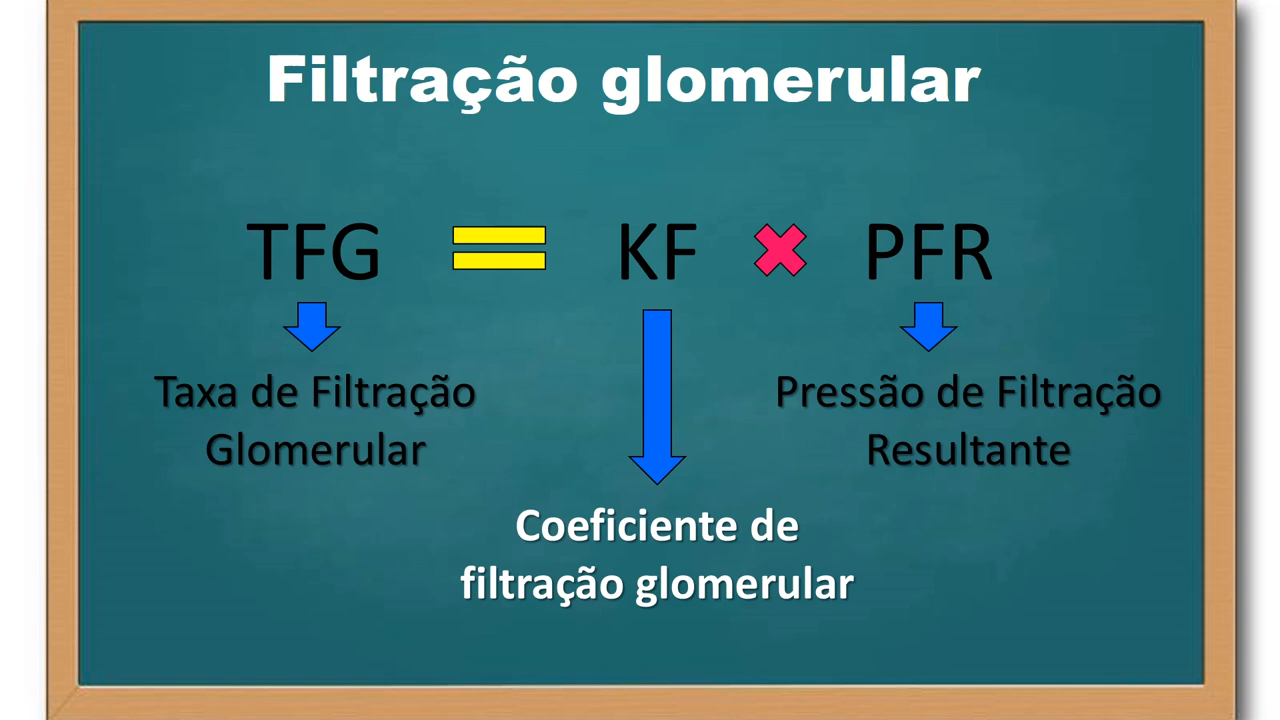 Filtração glomerular
TFG = KF × PFR
Taxa de Filtração
Glomerular
Pressão de Filtração
Resultante
Coeficiente de
filtração glomerular